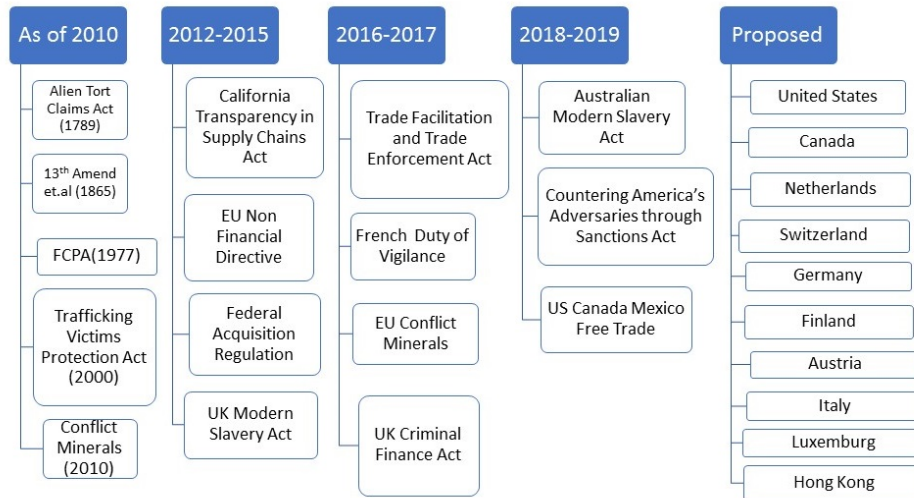 As of 2010
Alien Tort
Claims Act
(1789)
13th Amend
et.al (1865)
FCPA(1977)
Trafficking
Victims
Protection Act
(2000)
Conflict
Minerals
(2010)
2012-2015
California
Transparency in
Supply Chains
Act
EU Non
Financial
Directive
Federal
Acquisition
Regulation
UK Modern
Slavery Act
2016-2017
Trade Facilitation
and Trade
Enforcement Act
French Duty of
Vigilance
EU Conflict
Minerals
UK Criminal
Finance Act
2018-2019
Australian
Modern Slavery
Act
Countering America’s
Adversaries through
Sanctions Act
US Canada Mexico
Free Trade
Proposed
United States
Canada
Netherlands
Switzerland
Germany
Finland
Austria
Italy
Luxemburg
Hong Kong